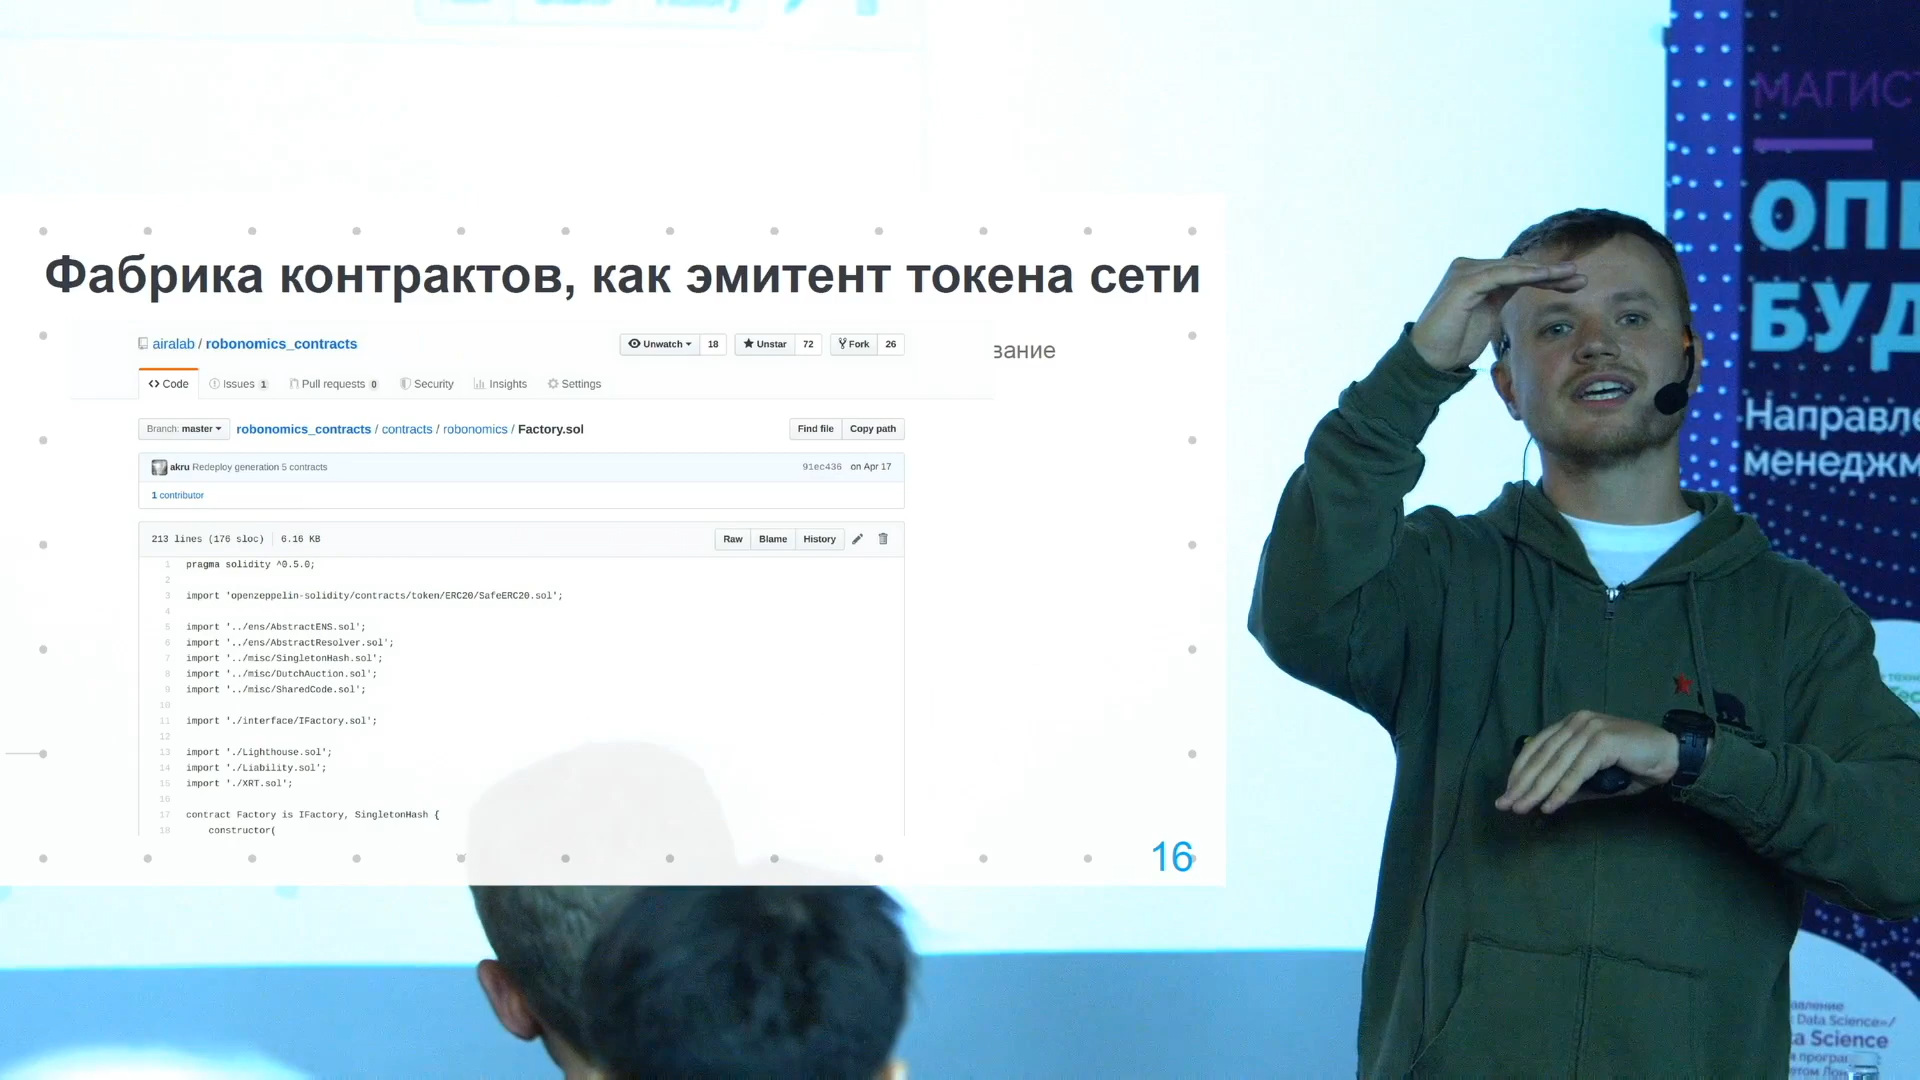 Фабрика контрактов, как эмитент токена сети
airalab / robonomics_contracts
Unwatch 18
Unstar 72
Fork 26
вание
Code
Issues 1
Pull requests 0
Security
Insights
Settings
Branch: master
robonomics_contracts / contracts / robonomics / Factory.sol
Find file
Copy path
akru Redeploy generation 5 contracts
91ec436 on Apr 17
1 contributor
213 lines (176 sloc) 6.16 KB
Raw
Blame
History
1 pragma solidity ^0.5.0;
2
3 import 'openzeppelin-solidity/contracts/token/ERC20/SafeERC20.sol';
4
5 import '../ens/AbstractENS.sol';
6 import '../ens/AbstractResolver.sol';
7 import '../misc/SingletonHash.sol';
8 import '../misc/DutchAuction.sol';
9 import '../misc/SharedCode.sol';
10
11 import './interface/IFactory.sol';
12
13 import './Lighthouse.sol';
14 import './Liability.sol';
15 import './XRT.sol';
16
17 contract Factory is IFactory, SingletonHash {
18 constructor(
16
МАГИСТ
ОПЕ
БУД
Направле
менеджм
Data Science»/
a Science